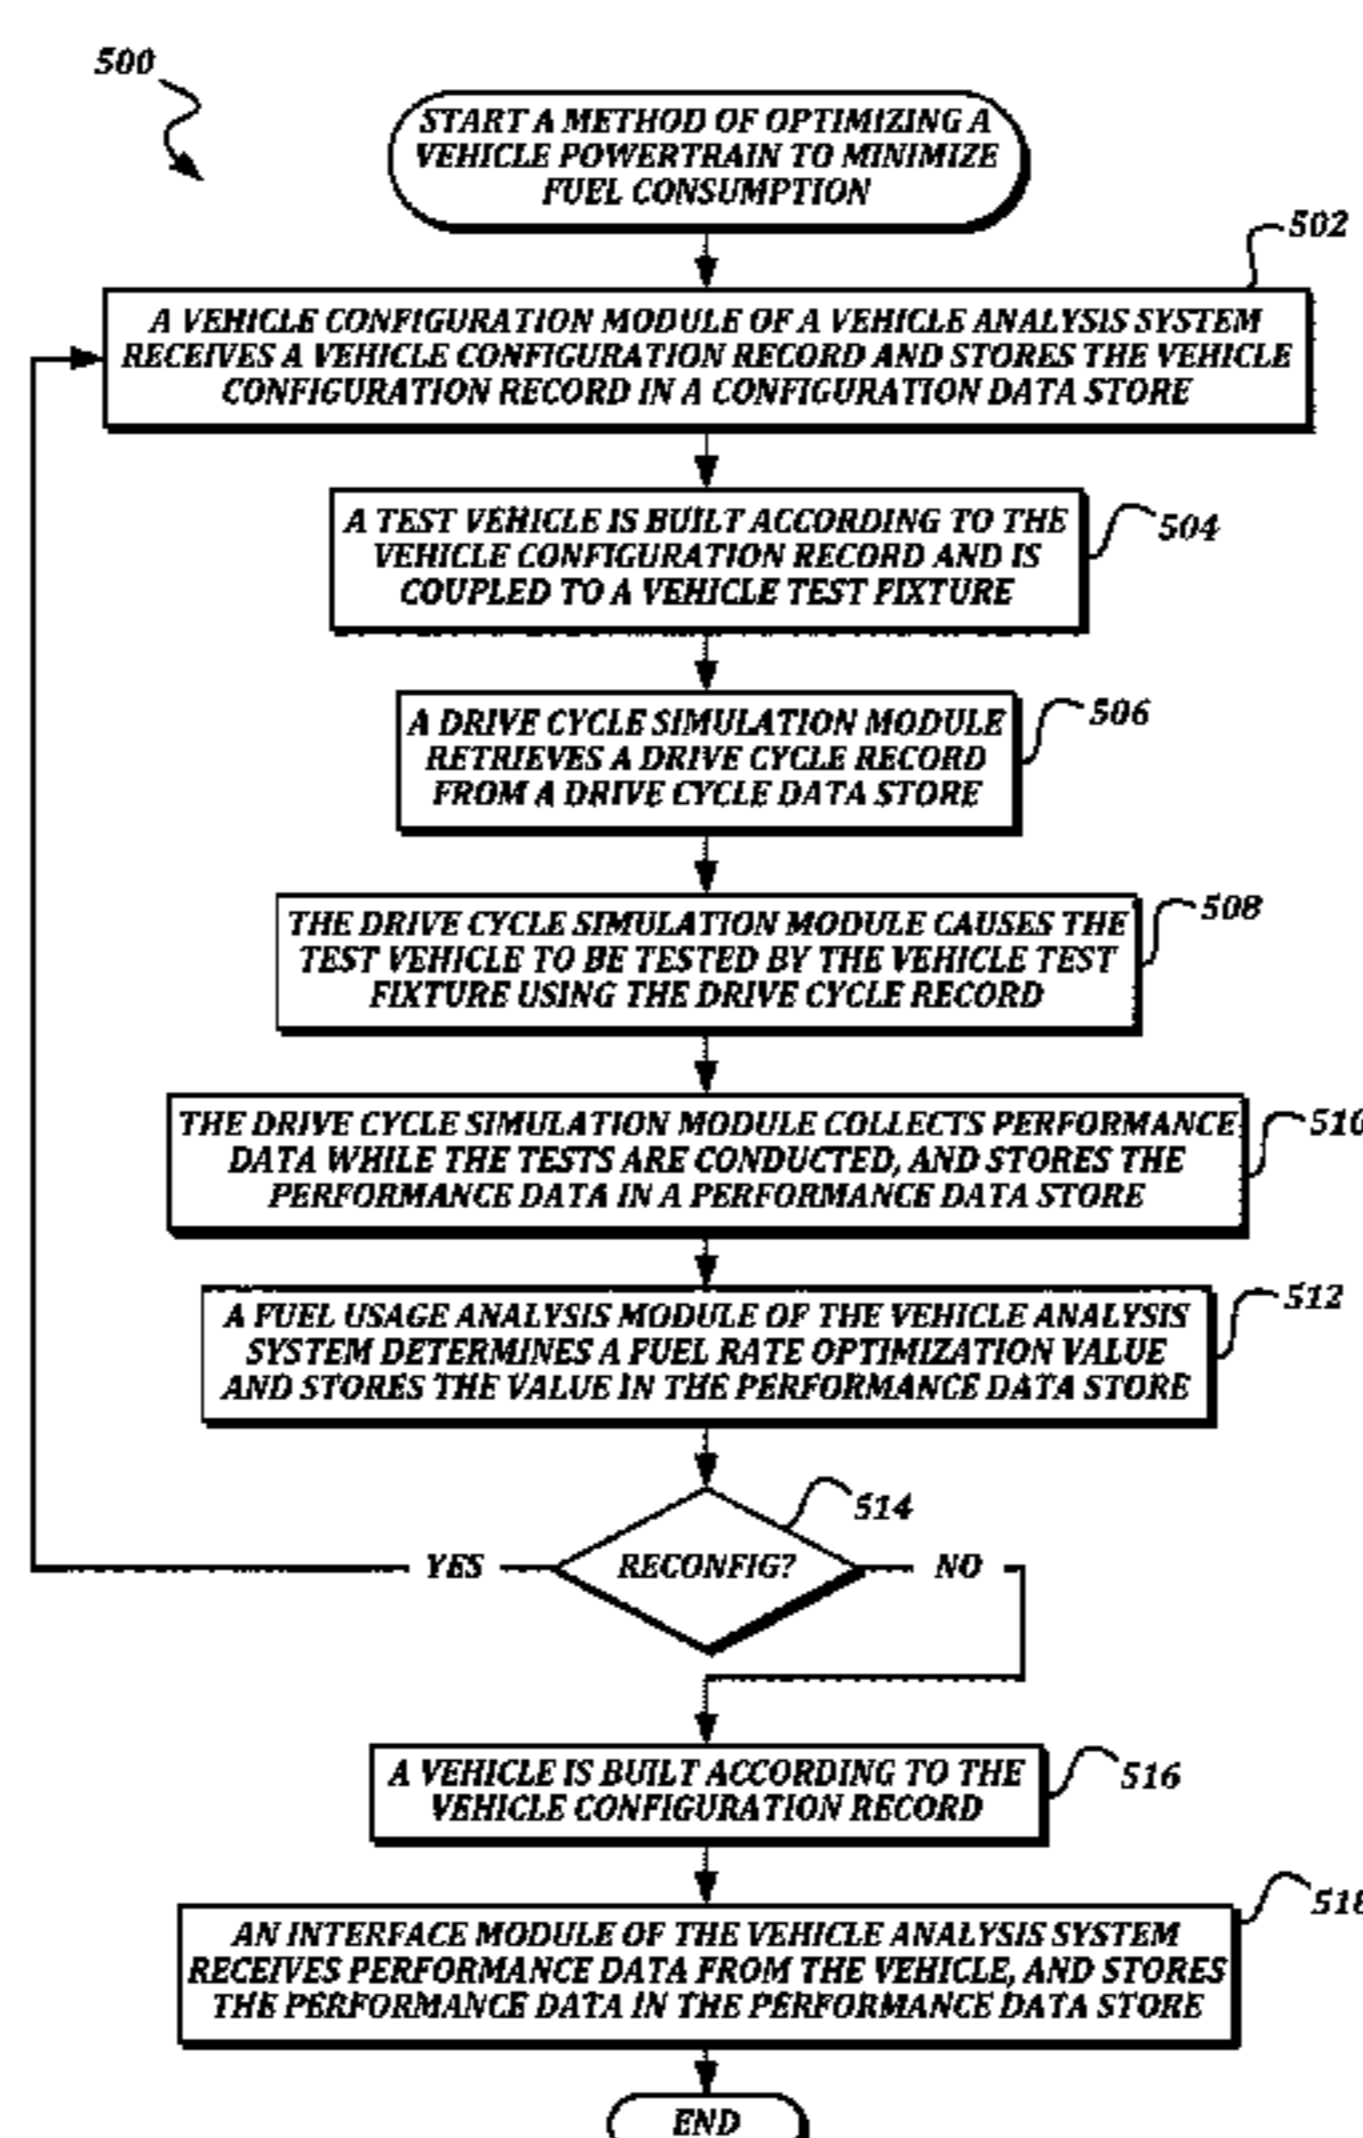 500
START A METHOD OF OPTIMIZING A
VEHICLE POWERTRAIN TO MINIMIZE
FUEL CONSUMPTION
502
A VEHICLE CONFIGURATION MODULE OF A VEHICLE ANALYSIS SYSTEM
RECEIVES A VEHICLE CONFIGURATION RECORD AND STORES THE VEHICLE
CONFIGURATION RECORD IN A CONFIGURATION DATA STORE
504
A TEST VEHICLE IS BUILT ACCORDING TO THE
VEHICLE CONFIGURATION RECORD AND IS
COUPLED TO A VEHICLE TEST FIXTURE
506
A DRIVE CYCLE SIMULATION MODULE
RETRIEVES A DRIVE CYCLE RECORD
FROM A DRIVE CYCLE DATA STORE
508
THE DRIVE CYCLE SIMULATION MODULE CAUSES THE
TEST VEHICLE TO BE TESTED BY THE VEHICLE TEST
FIXTURE USING THE DRIVE CYCLE RECORD
510
THE DRIVE CYCLE SIMULATION MODULE COLLECTS PERFORMANCE
DATA WHILE THE TESTS ARE CONDUCTED, AND STORES THE
PERFORMANCE DATA IN A PERFORMANCE DATA STORE
512
A FUEL USAGE ANALYSIS MODULE OF THE VEHICLE ANALYSIS
SYSTEM DETERMINES A FUEL RATE OPTIMIZATION VALUE
AND STORES THE VALUE IN THE PERFORMANCE DATA STORE
514
YES
RECONFIG?
NO
516
A VEHICLE IS BUILT ACCORDING TO THE
VEHICLE CONFIGURATION RECORD
518
AN INTERFACE MODULE OF THE VEHICLE ANALYSIS SYSTEM
RECEIVES PERFORMANCE DATA FROM THE VEHICLE, AND STORES
THE PERFORMANCE DATA IN THE PERFORMANCE DATA STORE
END